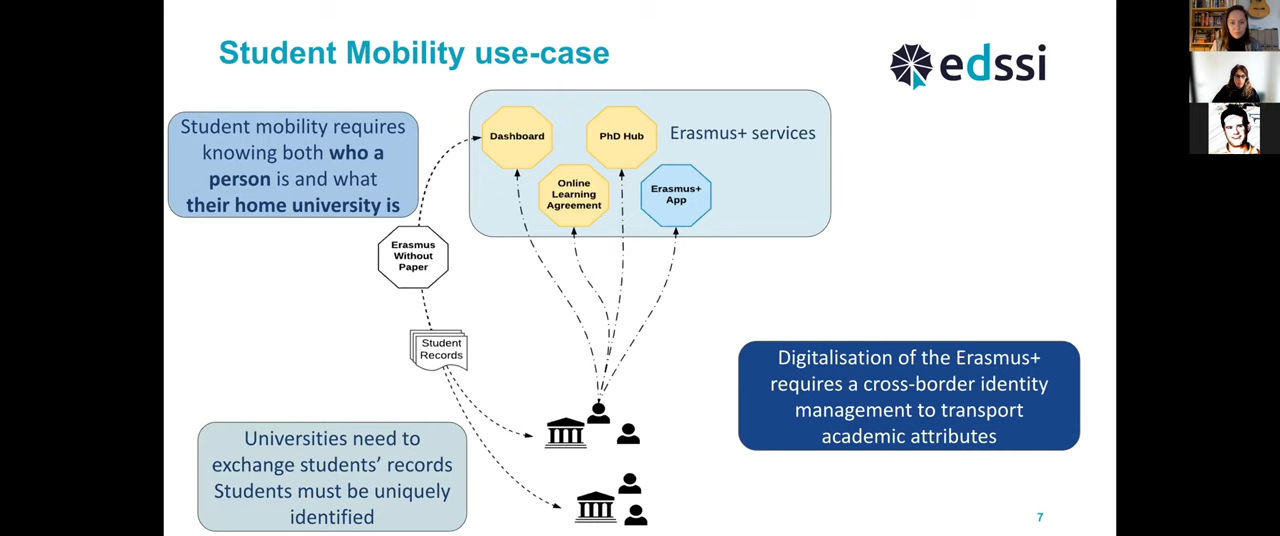 Student Mobility use-case
edssi
Student mobility requires
knowing both who a
person is and what
their home university is
Dashboard
PhD Hub
Erasmus+ services
Online
Learning
Agreement
Erasmus+
App
Erasmus
Without
Paper
Student
Records
Digitalisation of the Erasmus+
requires a cross-border identity
management to transport
academic attributes
Universities need to
exchange students’ records
Students must be uniquely
identified
7